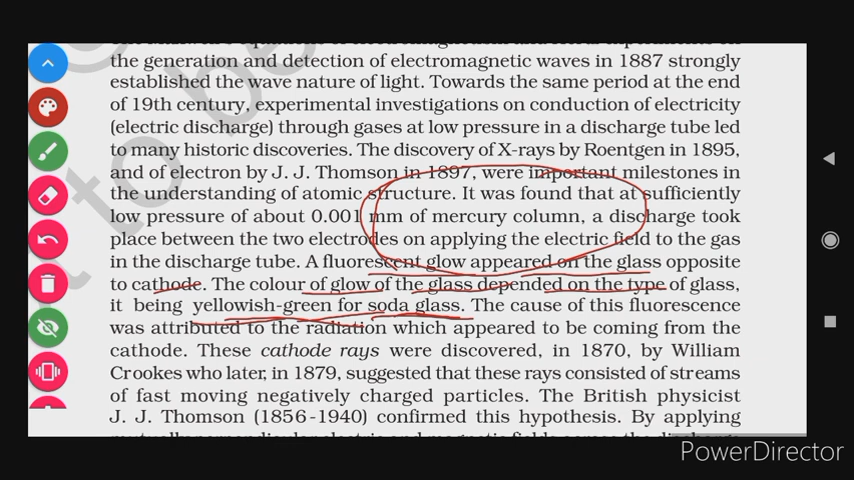 the generation and detection of electromagnetic waves in 1887 strongly
established the wave nature of light. Towards the same period at the end
of 19th century, experimental investigations on conduction of electricity
(electric discharge) through gases at low pressure in a discharge tube led
to many historic discoveries. The discovery of X-rays by Roentgen in 1895,
and of electron by J. J. Thomson in 1897, were important milestones in
the understanding of atomic structure. It was found that at sufficiently
low pressure of about 0.001 mm of mercury column, a discharge took
place between the two electrodes on applying the electric field to the gas
in the discharge tube. A fluorescent glow appeared on the glass opposite
to cathode. The colour of glow of the glass depended on the type of glass,
it being yellowish-green for soda glass. The cause of this fluorescence
was attributed to the radiation which appeared to be coming from the
cathode. These cathode rays were discovered, in 1870, by William
Crookes who later, in 1879, suggested that these rays consisted of streams
of fast moving negatively charged particles. The British physicist
J. J. Thomson (1856-1940) confirmed this hypothesis. By applying
PowerDirector